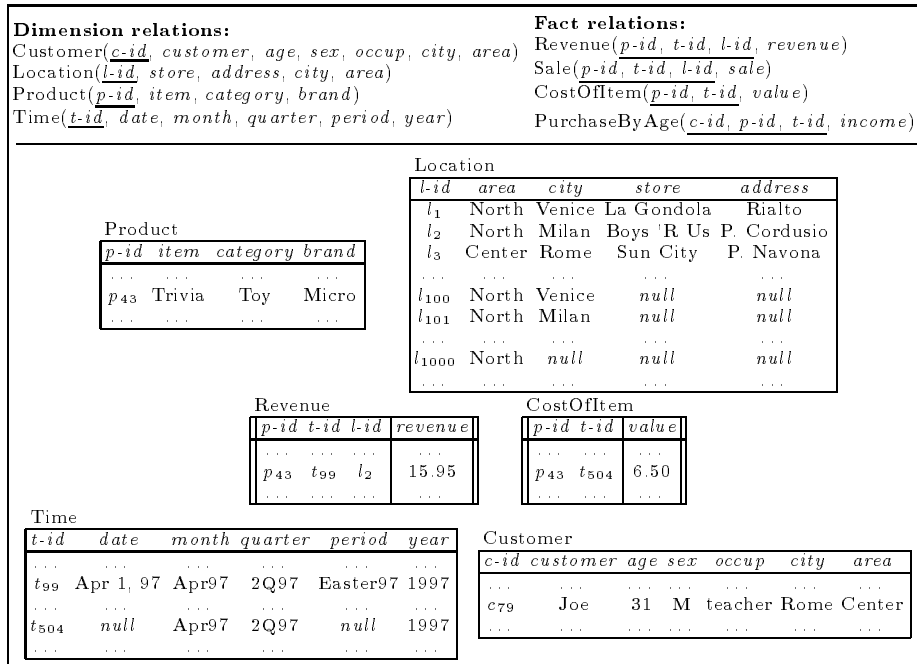 Dimension relations:
Customer(c-id, customer, age, sex, occup, city, area)
Location(l-id, store, address, city, area)
Product(p-id, item, category, brand)
Time(t-id, date, month, quarter, period, year)
Fact relations:
Revenue(p-id, t-id, l-id, revenue)
Sale(p-id, t-id, l-id, sale)
CostOfItem(p-id, t-id, value)
PurchaseByAge(c-id, p-id, t-id, income)
Location
l-id area city store address
l1 North Venice La Gondola Rialto
l2 North Milan Boys 'R Us P. Cordusio
l3 Center Rome Sun City P. Navona
... ... ... ... ...
l100 North Venice null null
l101 North Milan null null
... ... ... ... ...
l1000 North null null null
... ... ... ... ...
Product
p-id item category brand
... ... ... ...
p43 Trivia Toy Micro
... ... ... ...
Revenue
p-id t-id l-id revenue
... ... ... ...
p43 t99 l2 15.95
... ... ... ...
CostOfItem
p-id t-id value
... ... ...
p43 t504 6.50
... ... ...
Time
t-id date month quarter period year
... ... ... ... ... ...
t99 Apr 1, 97 Apr97 2Q97 Easter97 1997
... ... ... ... ... ...
t504 null Apr97 2Q97 null 1997
... ... ... ... ... ...
Customer
c-id customer age sex occup city area
... ... ... ... ... ... ...
c79 Joe 31 M teacher Rome Center
... ... ... ... ... ... ...